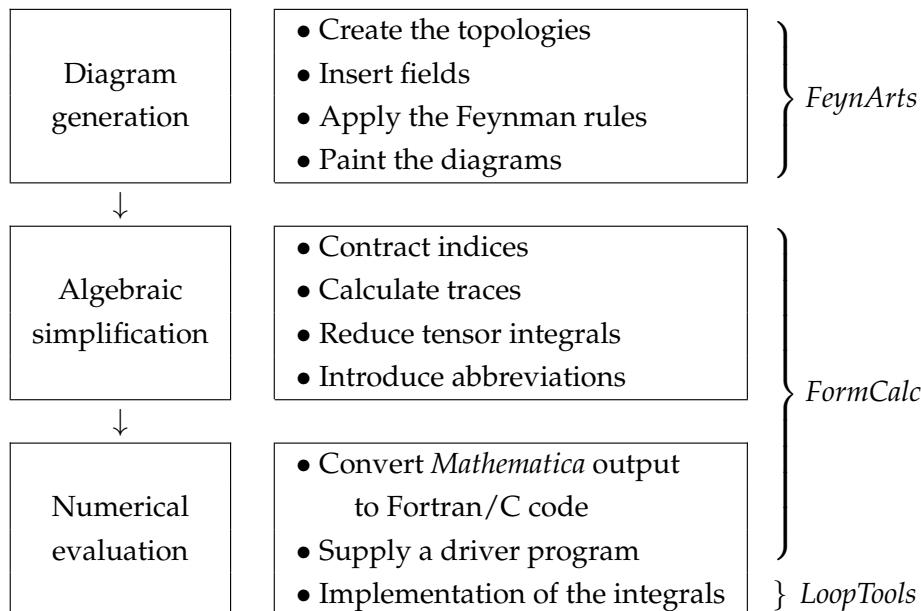 Diagram
generation
• Create the topologies
• Insert fields
• Apply the Feynman rules
• Paint the diagrams
} FeynArts
↓
Algebraic
simplification
• Contract indices
• Calculate traces
• Reduce tensor integrals
• Introduce abbreviations
} FormCalc
↓
Numerical
evaluation
• Convert Mathematica output
to Fortran/C code
• Supply a driver program
• Implementation of the integrals
} LoopTools